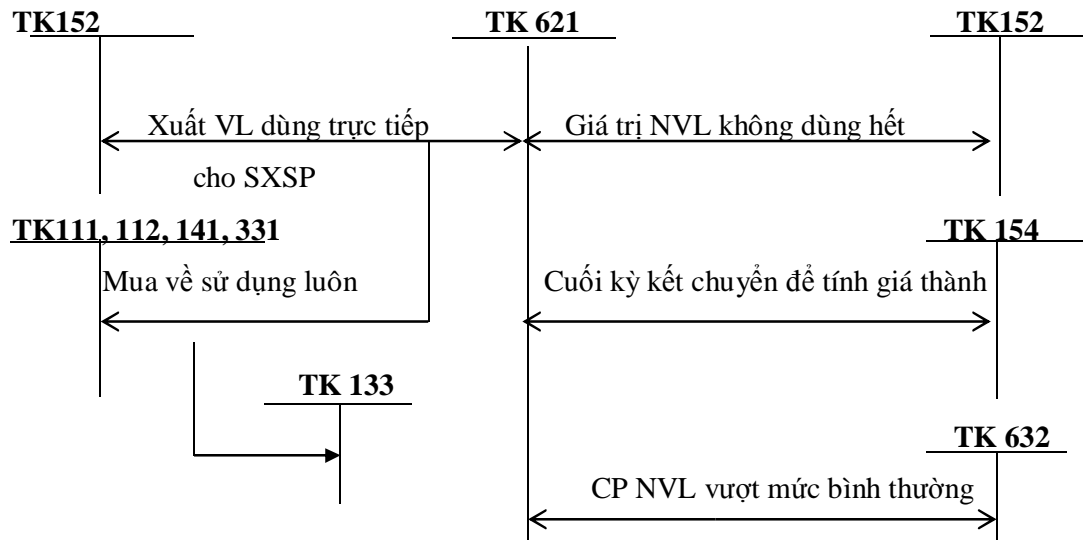 TK152
TK 621
TK152
Xuất VL dùng trực tiếp
Giá trị NVL không dùng hết
cho SXSP
TK111, 112, 141, 331
TK 154
Mua về sử dụng luôn
Cuối kỳ kết chuyển để tính giá thành
TK 133
TK 632
CP NVL vượt mức bình thường